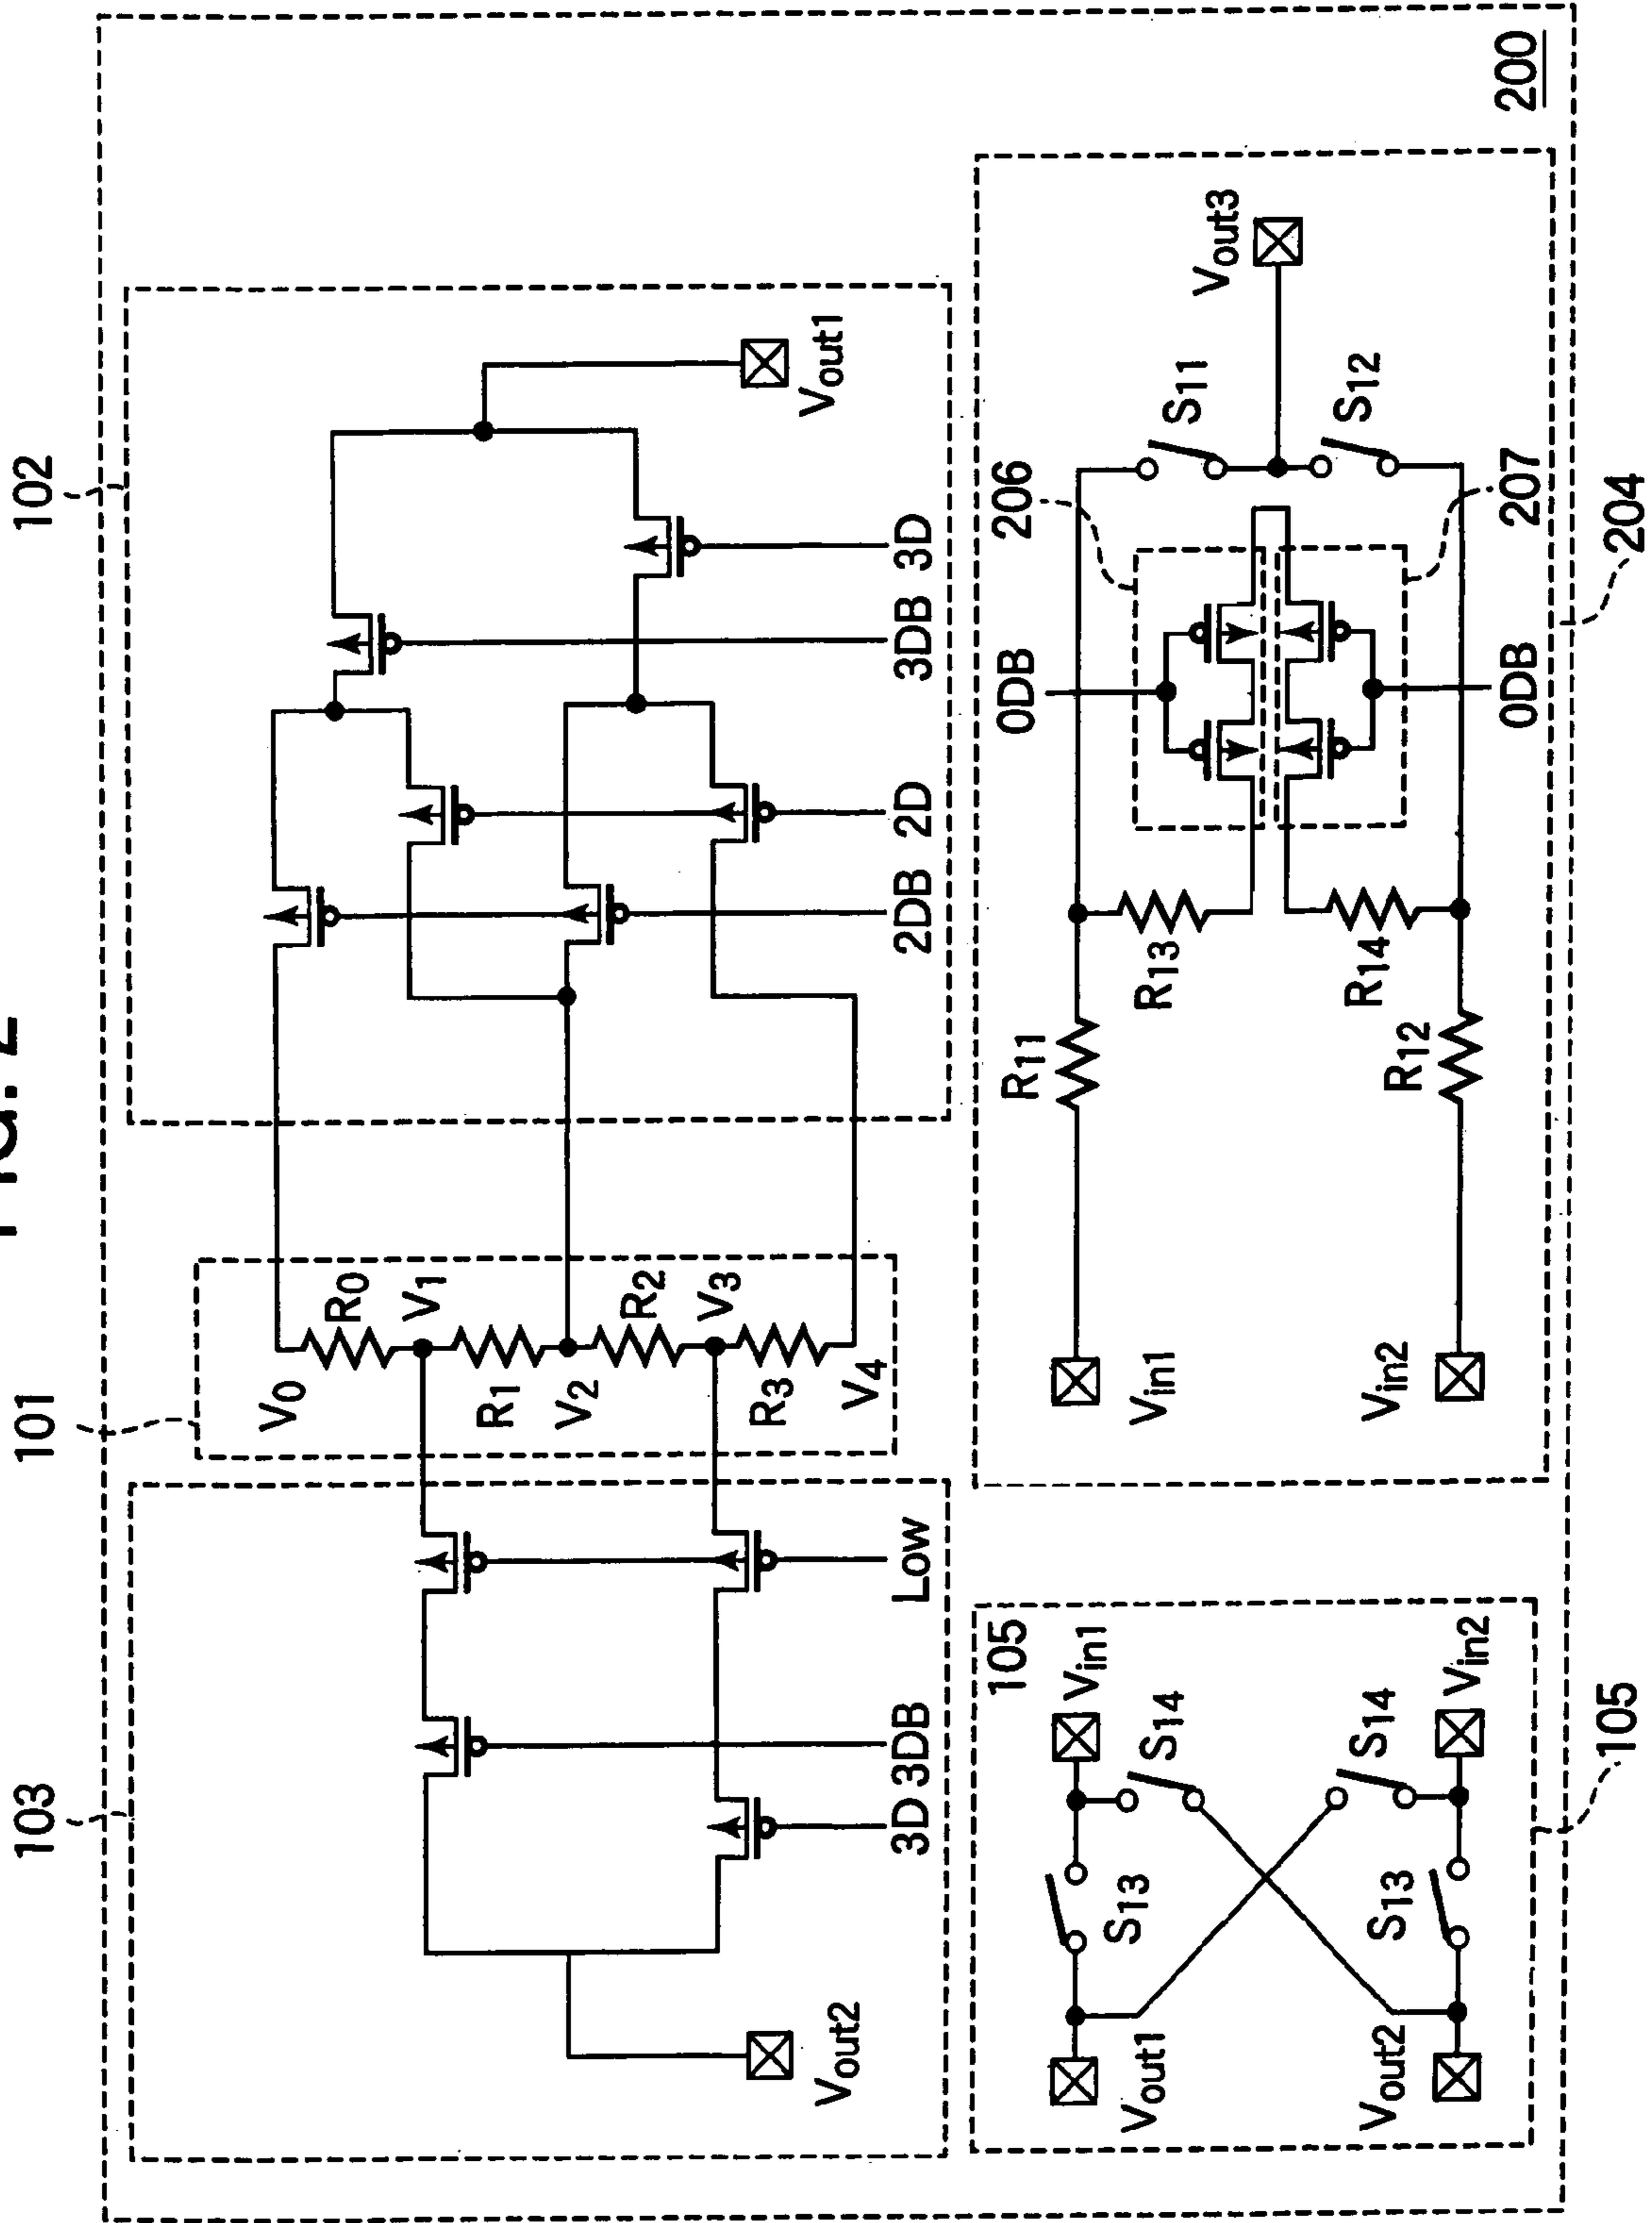 FIG. 2
200
102
101
103
V0
R0
V1
R1
V2
R2
V3
R3
V4
2DB
2D
3DB
3D
Vout1
3D
3DB
Low
Vout2
105
Vout1
S13
S14
Vin1
Vout2
S13
S14
Vin2
105
Vin1
R11
R13
0DB
206
S11
Vout3
Vin2
R12
R14
0DB
207
S12
204